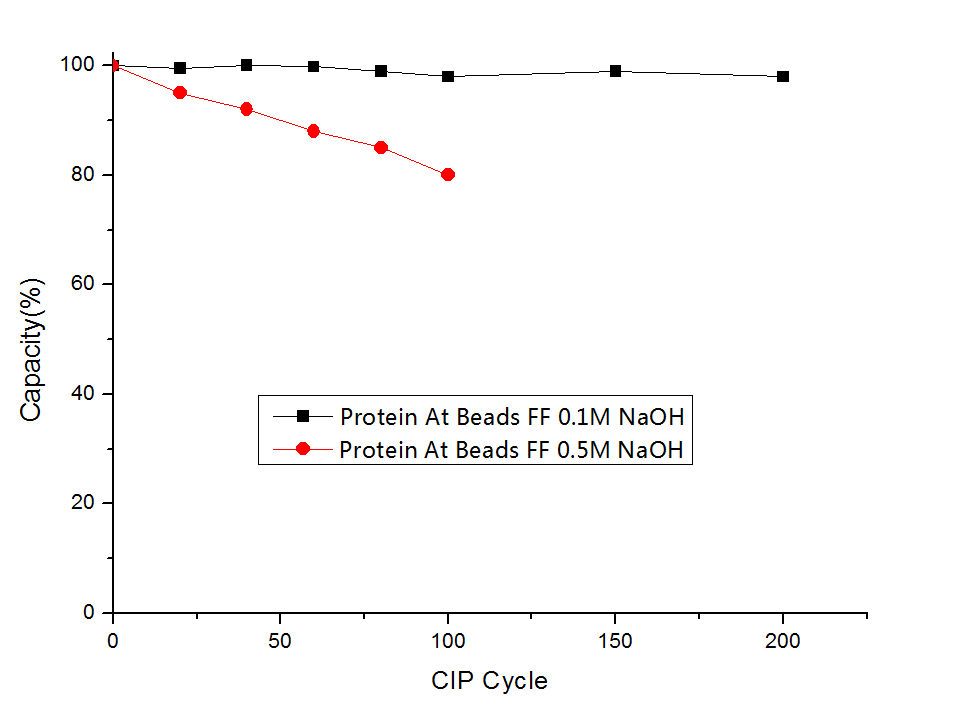 100
80
60
40
20
0
Capacity(%)
Protein At Beads FF 0.1M NaOH
Protein At Beads FF 0.5M NaOH
0 50 100 150 200
CIP Cycle